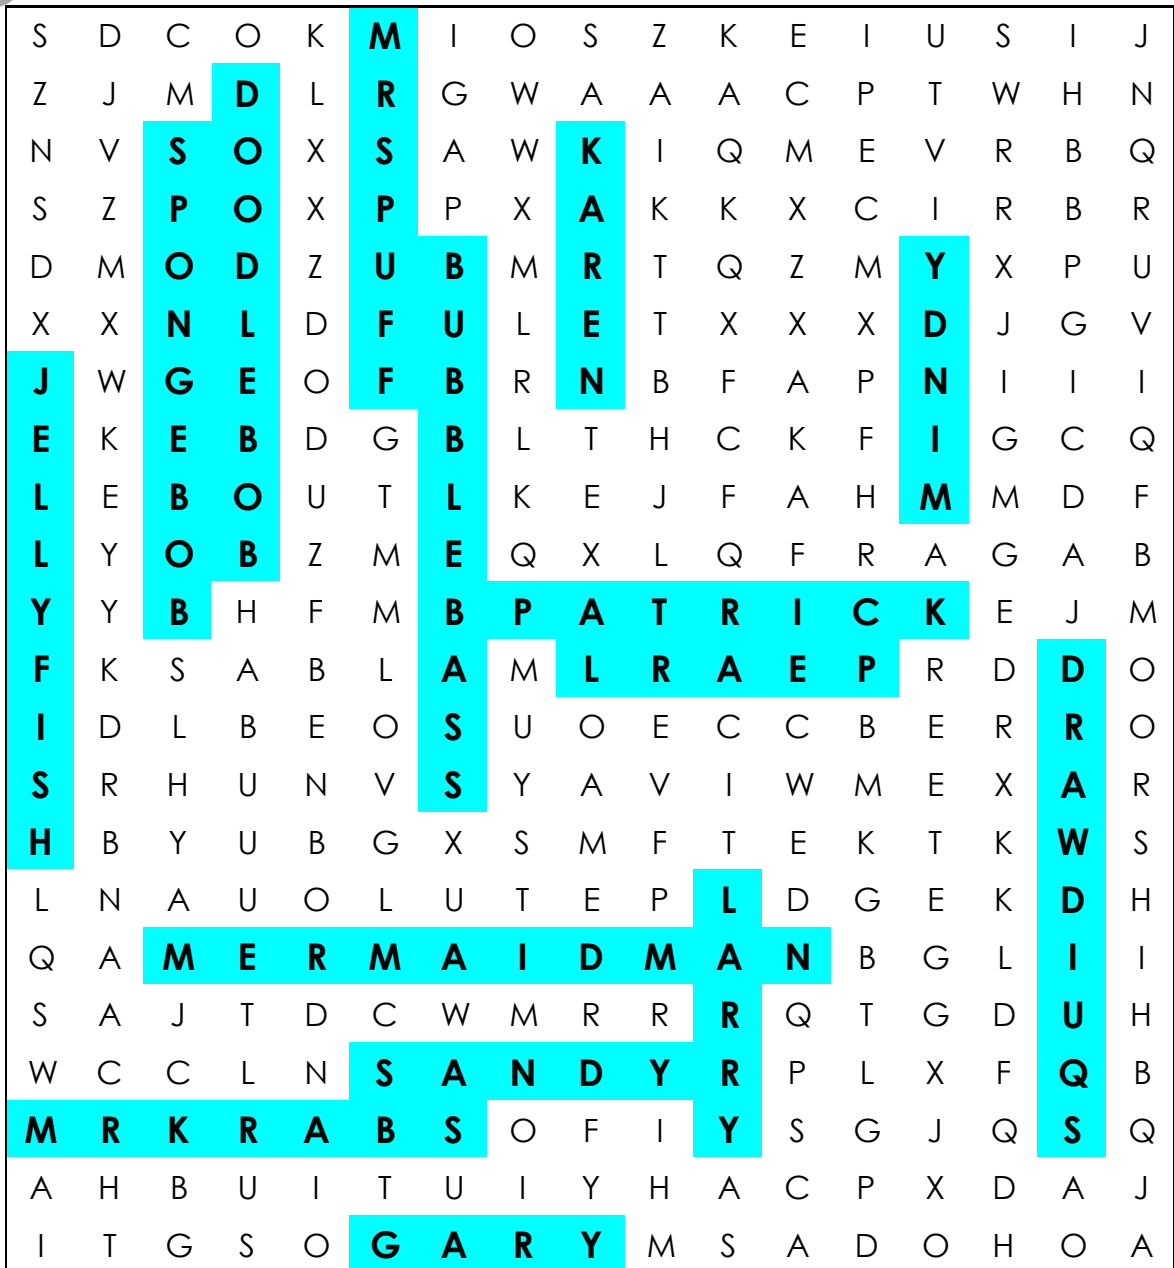 S D C O K M I O S Z K E I U S I J
Z J M D L R G W A A A C P T W H N
N V S O X S A W K I Q M E V R B Q
S Z P O X P P X A K K X C I R B R
D M O D Z U B M R T Q Z M Y X P U
X X N L D F U L E T X X X D J G V
J W G E O F B R N B F A P N I I I
E K E B D G B L T H C K F I G C Q
L E B O U T L K E J F A H M M D F
L Y O B Z M E Q X L Q F R A G A B
Y Y B H F M B P A T R I C K E J M
F K S A B L A M L R A E P R D D O
I D L B E O S U O E C C B E R R O
S R H U N V S Y A V I W M E X A R
H B Y U B G X S M F T E K T K W S
L N A U O L U T E P L D G E K D H
Q A M E R M A I D M A N B G L I I
S A J T D C W M R R R Q T G D U H
W C C L N S A N D Y R P L X F Q B
M R K R A B S O F I Y S G J Q S Q
A H B U I T U I Y H A C P X D A J
I T G S O G A R Y M S A D O H O A